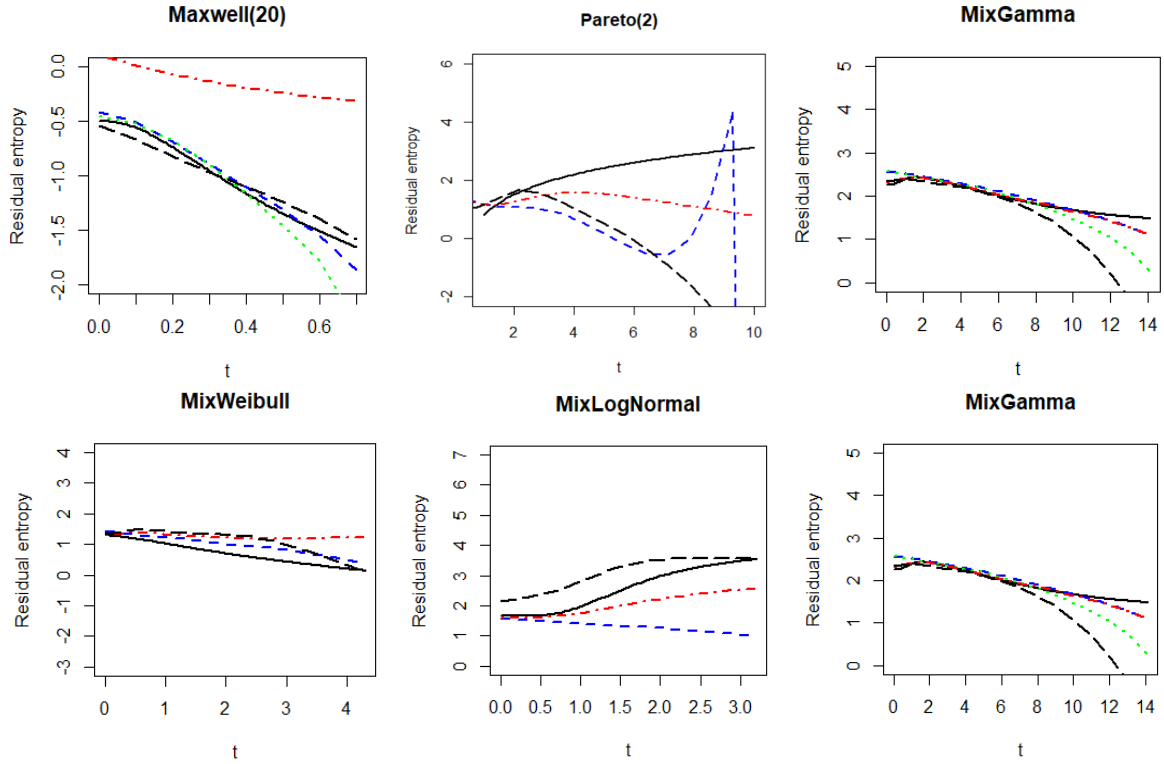 Maxwell(20)
Residual entropy
0.0
-0.5
-1.0
-1.5
-2.0
0.0 0.2 0.4 0.6
t
Pareto(2)
Residual entropy
6
4
2
0
-2
2 4 6 8 10
t
MixGamma
Residual entropy
5
4
3
2
1
0
0 2 4 6 8 10 12 14
t
MixWeibull
Residual entropy
4
3
2
1
0
-1
-2
-3
0 1 2 3 4
t
MixLogNormal
Residual entropy
7
6
5
4
3
2
1
0
0.0 0.5 1.0 1.5 2.0 2.5 3.0
t
MixGamma
Residual entropy
5
4
3
2
1
0
0 2 4 6 8 10 12 14
t